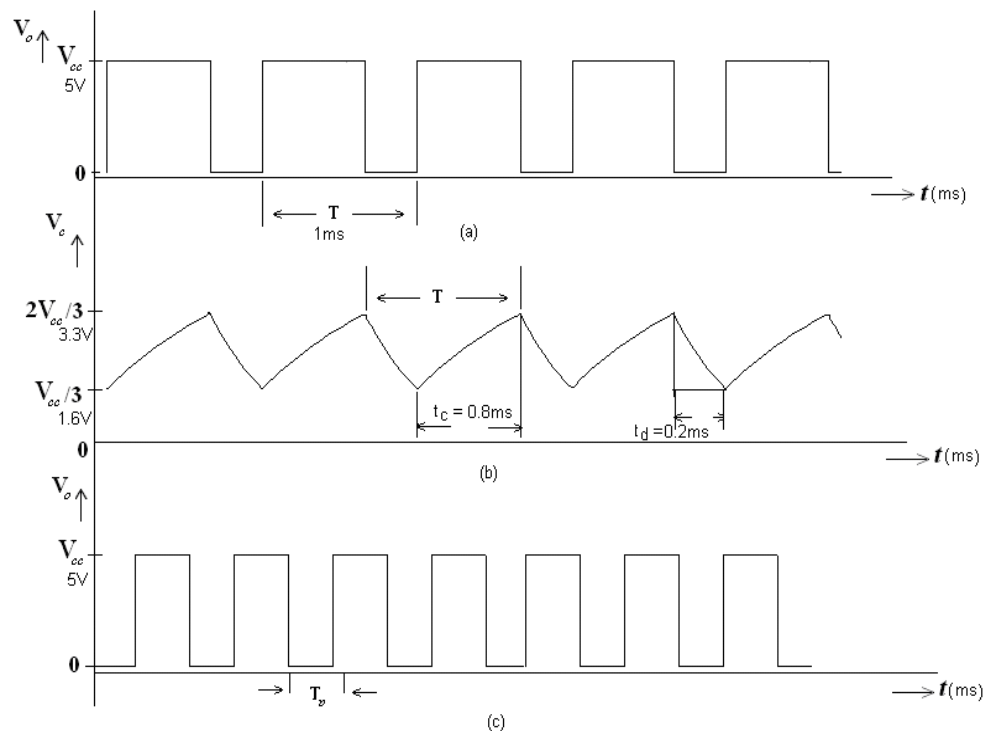 Vo
Vcc
5V
0
t (ms)
T
1ms
(a)
Vc
2Vcc/3
3.3V
T
Vcc/3
1.6V
tc = 0.8ms
td =0.2ms
0
t (ms)
(b)
Vo
Vcc
5V
0
t (ms)
Tp
(c)